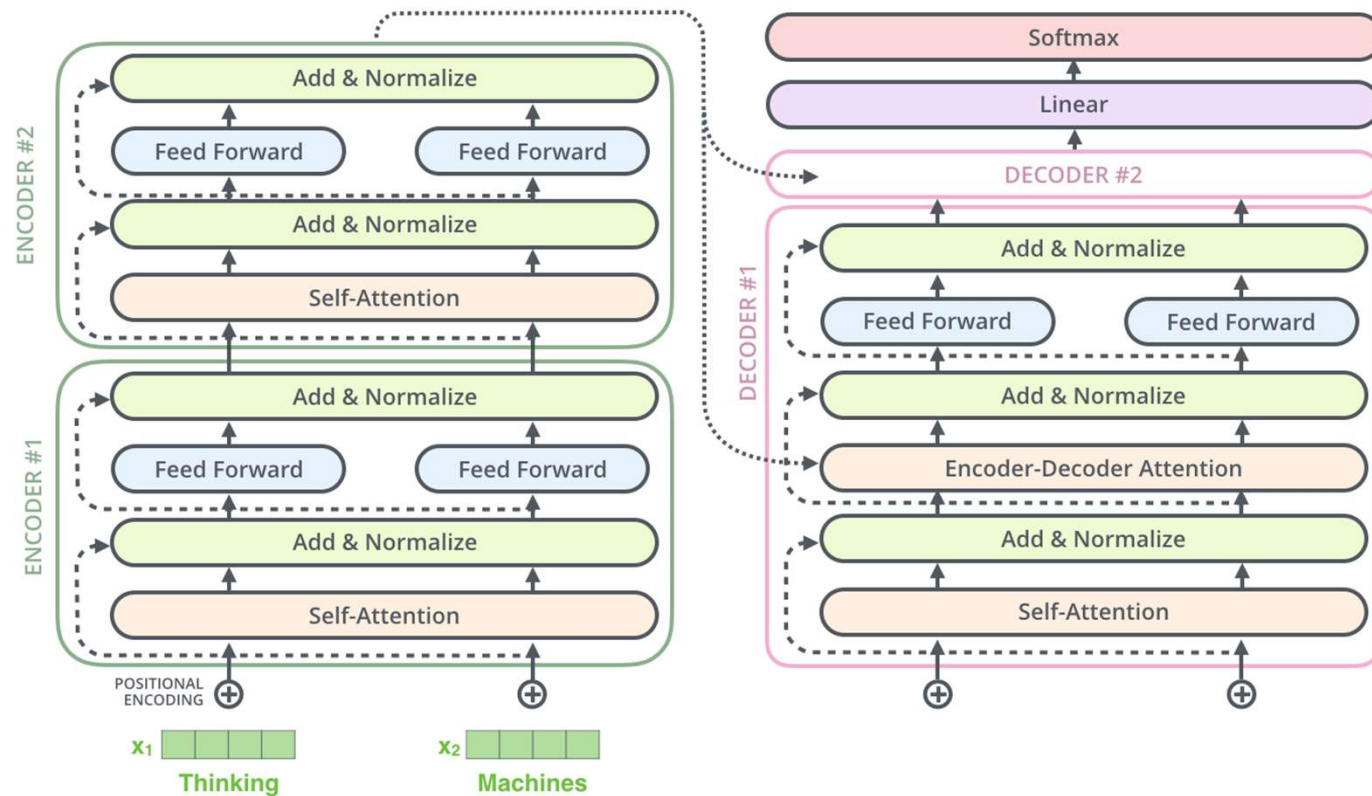 ENCODER #2
Add & Normalize
Feed Forward
Feed Forward
Add & Normalize
Self-Attention
ENCODER #1
Add & Normalize
Feed Forward
Feed Forward
Add & Normalize
Self-Attention
POSITIONAL
ENCODING
x₁
x₂
Thinking
Machines
Softmax
Linear
DECODER #2
DECODER #1
Add & Normalize
Feed Forward
Feed Forward
Add & Normalize
Encoder-Decoder Attention
Add & Normalize
Self-Attention